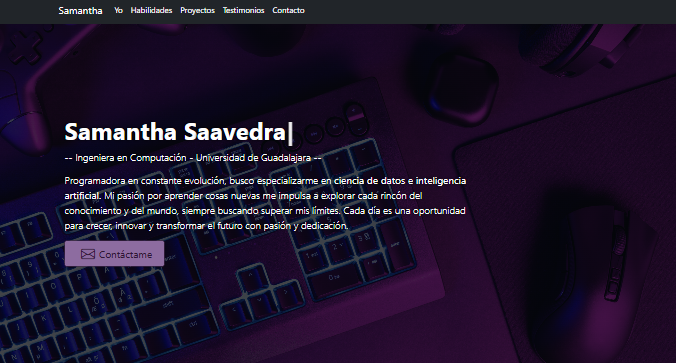 Samantha Yo Habilidades Proyectos Testimonios Contacto
Samantha Saavedra|
-- Ingeniera en Computación - Universidad de Guadalajara --
Programadora en constante evolución, busco especializarme en ciencia de datos e inteligencia
artificial. Mi pasión por aprender cosas nuevas me impulsa a explorar cada rincón del
conocimiento y del mundo, siempre buscando superar mis límites. Cada día es una oportunidad
para crecer, innovar y transformar el futuro con pasión y dedicación.
Contáctame